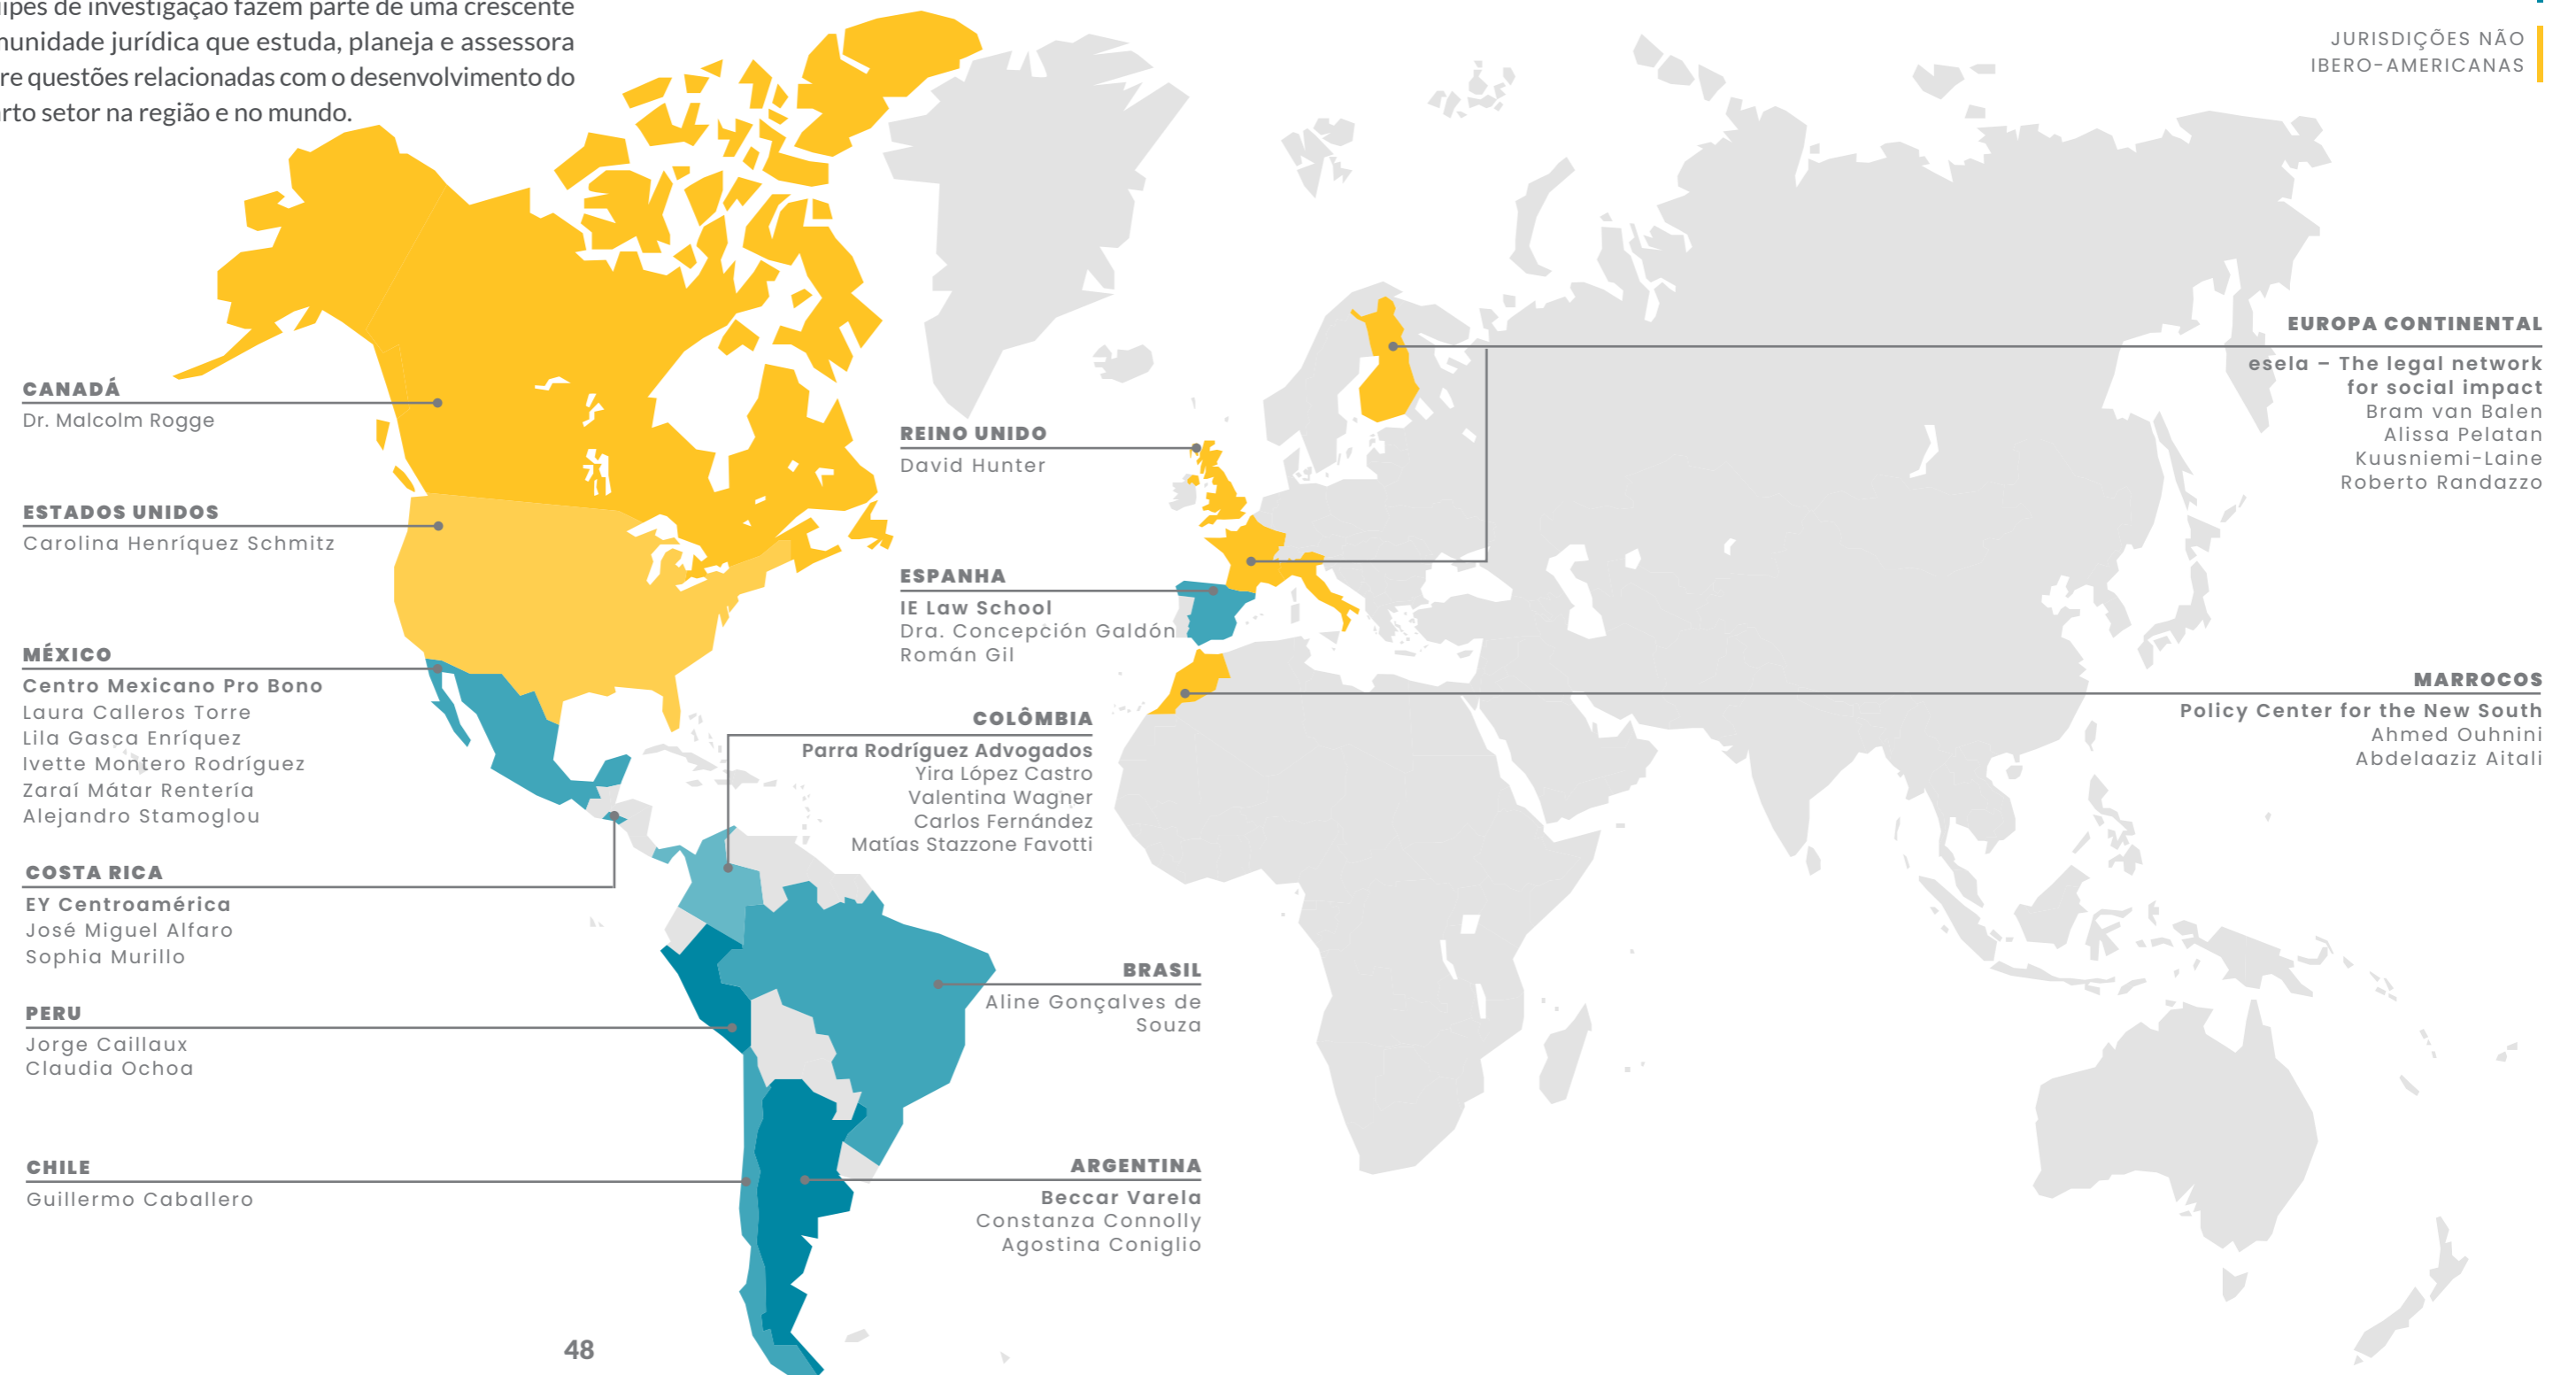 uipes de investigação fazem parte de uma crescente
munidade jurídica que estuda, planeja e assessora
re questões relacionadas com o desenvolvimento do
rto setor na região e no mundo.
JURISDIÇÕES NÃO
IBERO-AMERICANAS
CANADÁ
Dr. Malcolm Rogge
ESTADOS UNIDOS
Carolina Henríquez Schmitz
MÉXICO
Centro Mexicano Pro Bono
Laura Calleros Torre
Lila Gasca Enríquez
Ivette Montero Rodríguez
Zaraí Mátar Rentería
Alejandro Stamoglou
COSTA RICA
EY Centroamérica
José Miguel Alfaro
Sophia Murillo
PERU
Jorge Caillaux
Claudia Ochoa
CHILE
Guillermo Caballero
REINO UNIDO
David Hunter
ESPANHA
IE Law School
Dra. Concepción Galdón
Román Gil
COLÔMBIA
Parra Rodríguez Advogados
Yira López Castro
Valentina Wagner
Carlos Fernández
Matías Stazzone Favotti
BRASIL
Aline Gonçalves de
Souza
ARGENTINA
Beccar Varela
Constanza Connolly
Agostina Coniglio
EUROPA CONTINENTAL
esela – The legal network
for social impact
Bram van Balen
Alissa Pelatan
Kuusniemi-Laine
Roberto Randazzo
MARROCOS
Policy Center for the New South
Ahmed Ouhnini
Abdelaaziz Aitali
48